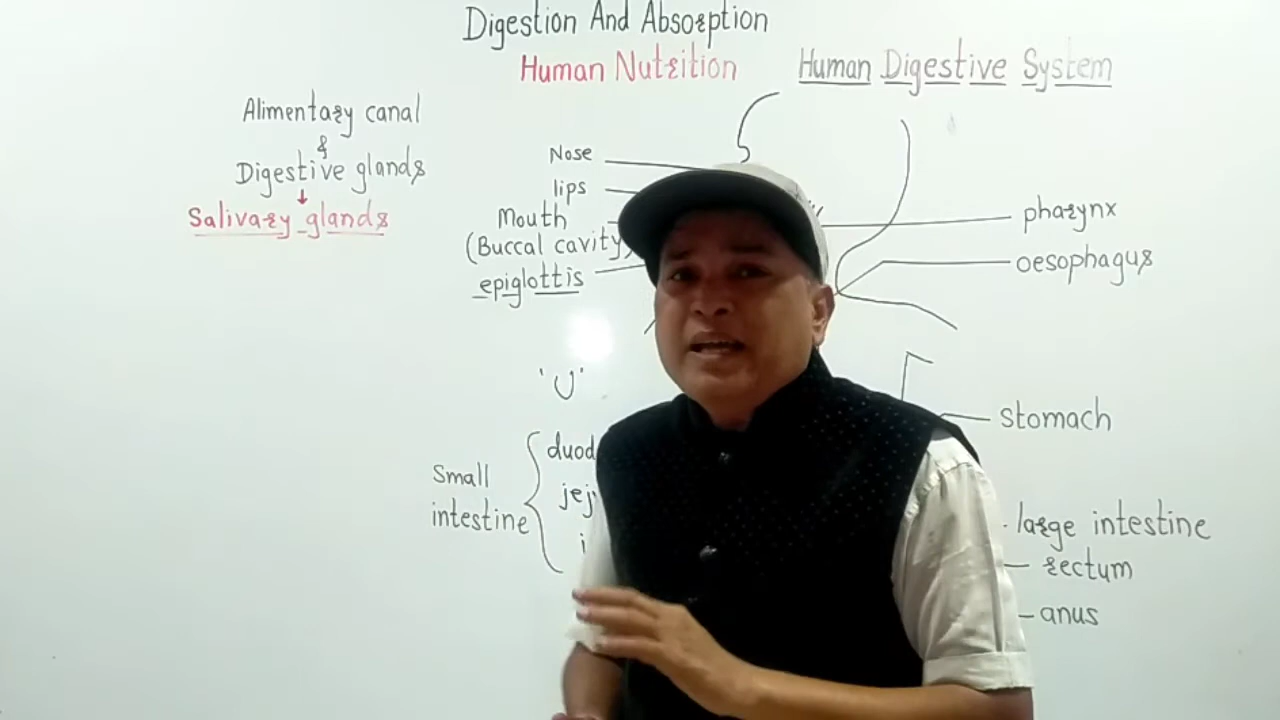 Digestion And Absorption
Human Nutrition
Human Digestive System
Alimentary canal
&
Digestive glands
Salivary glands
Nose
lips
Mouth
(Buccal cavity)
epiglottis
pharynx
oesophagus
'U'
Small
intestine
stomach
large intestine
rectum
anus